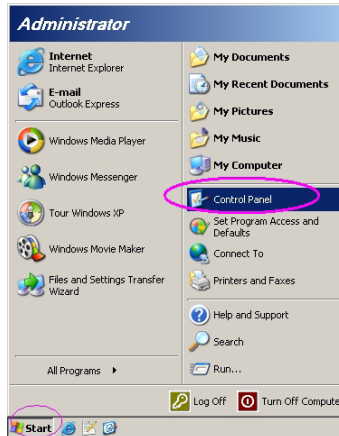 Administrator
Internet
Internet Explorer
E-mail
Outlook Express
Windows Media Player
Windows Messenger
Tour Windows XP
Windows Movie Maker
Files and Settings Transfer
Wizard
All Programs
My Documents
My Recent Documents
My Pictures
My Music
My Computer
Control Panel
Set Program Access and
Defaults
Connect To
Printers and Faxes
Help and Support
Search
Run...
Log Off
Turn Off Compute
Start